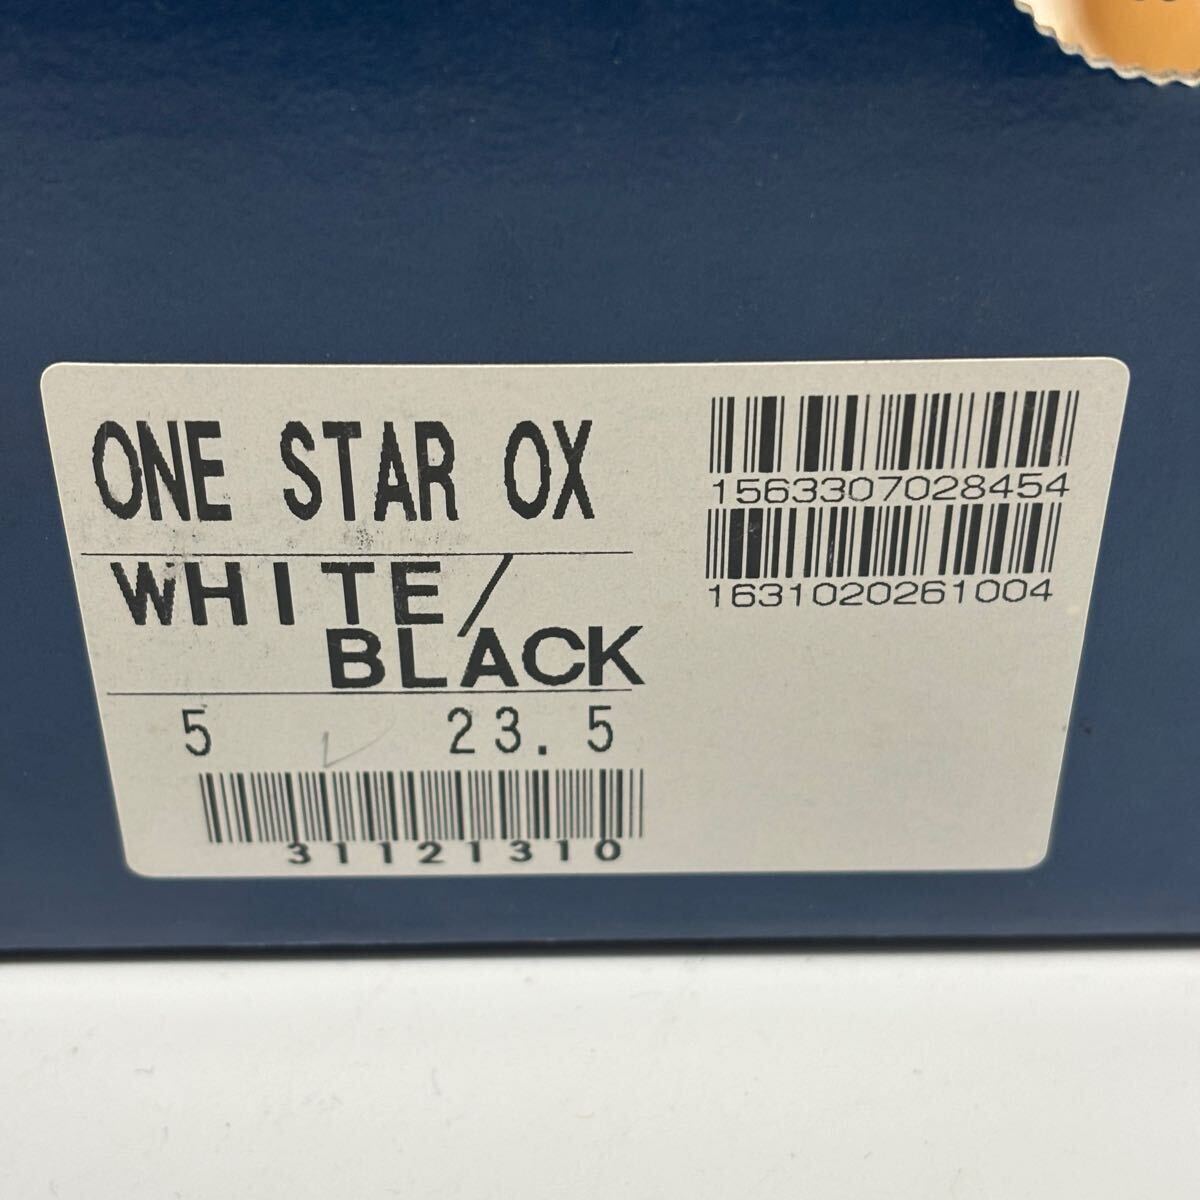 ONE STAR OX
WHITE/
BLACK
5 23.5
31121310
1563307028454
1631020261004